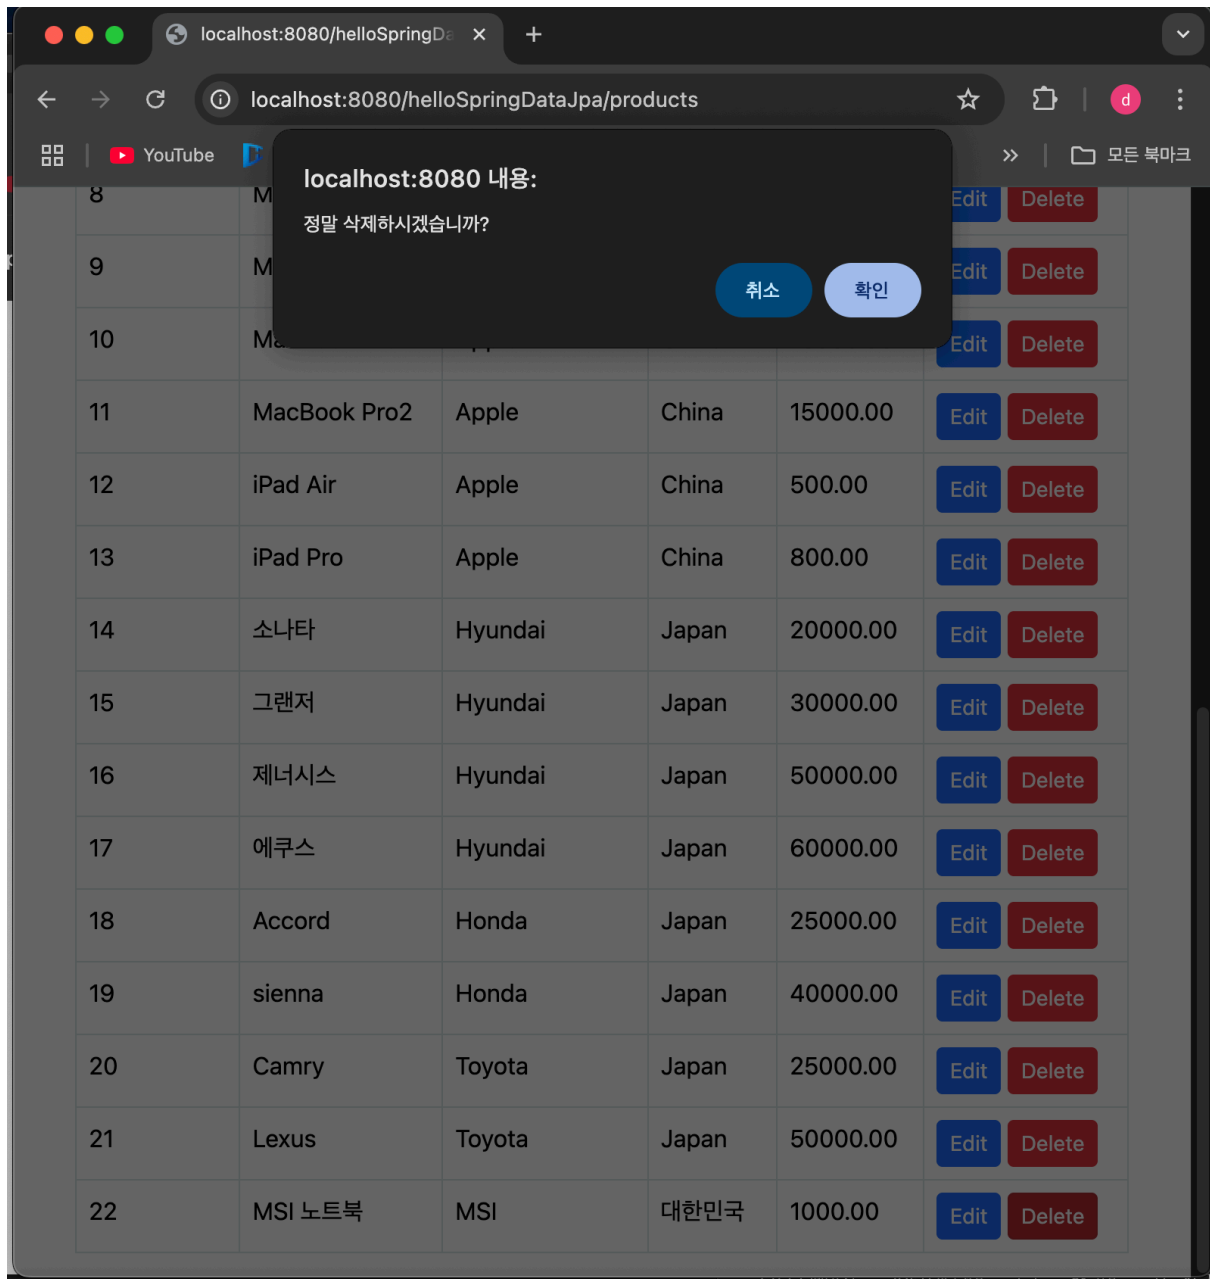 localhost:8080/helloSpringDa
localhost:8080/helloSpringDataJpa/products
d
YouTube
모든 북마크
localhost:8080 내용:
정말 삭제하시겠습니까?
취소 확인
8 M Edit Delete
9 M Edit Delete
10 Ma Edit Delete
11 MacBook Pro2 Apple China 15000.00 Edit Delete
12 iPad Air Apple China 500.00 Edit Delete
13 iPad Pro Apple China 800.00 Edit Delete
14 소나타 Hyundai Japan 20000.00 Edit Delete
15 그랜저 Hyundai Japan 30000.00 Edit Delete
16 제너시스 Hyundai Japan 50000.00 Edit Delete
17 에쿠스 Hyundai Japan 60000.00 Edit Delete
18 Accord Honda Japan 25000.00 Edit Delete
19 sienna Honda Japan 40000.00 Edit Delete
20 Camry Toyota Japan 25000.00 Edit Delete
21 Lexus Toyota Japan 50000.00 Edit Delete
22 MSI 노트북 MSI 대한민국 1000.00 Edit Delete